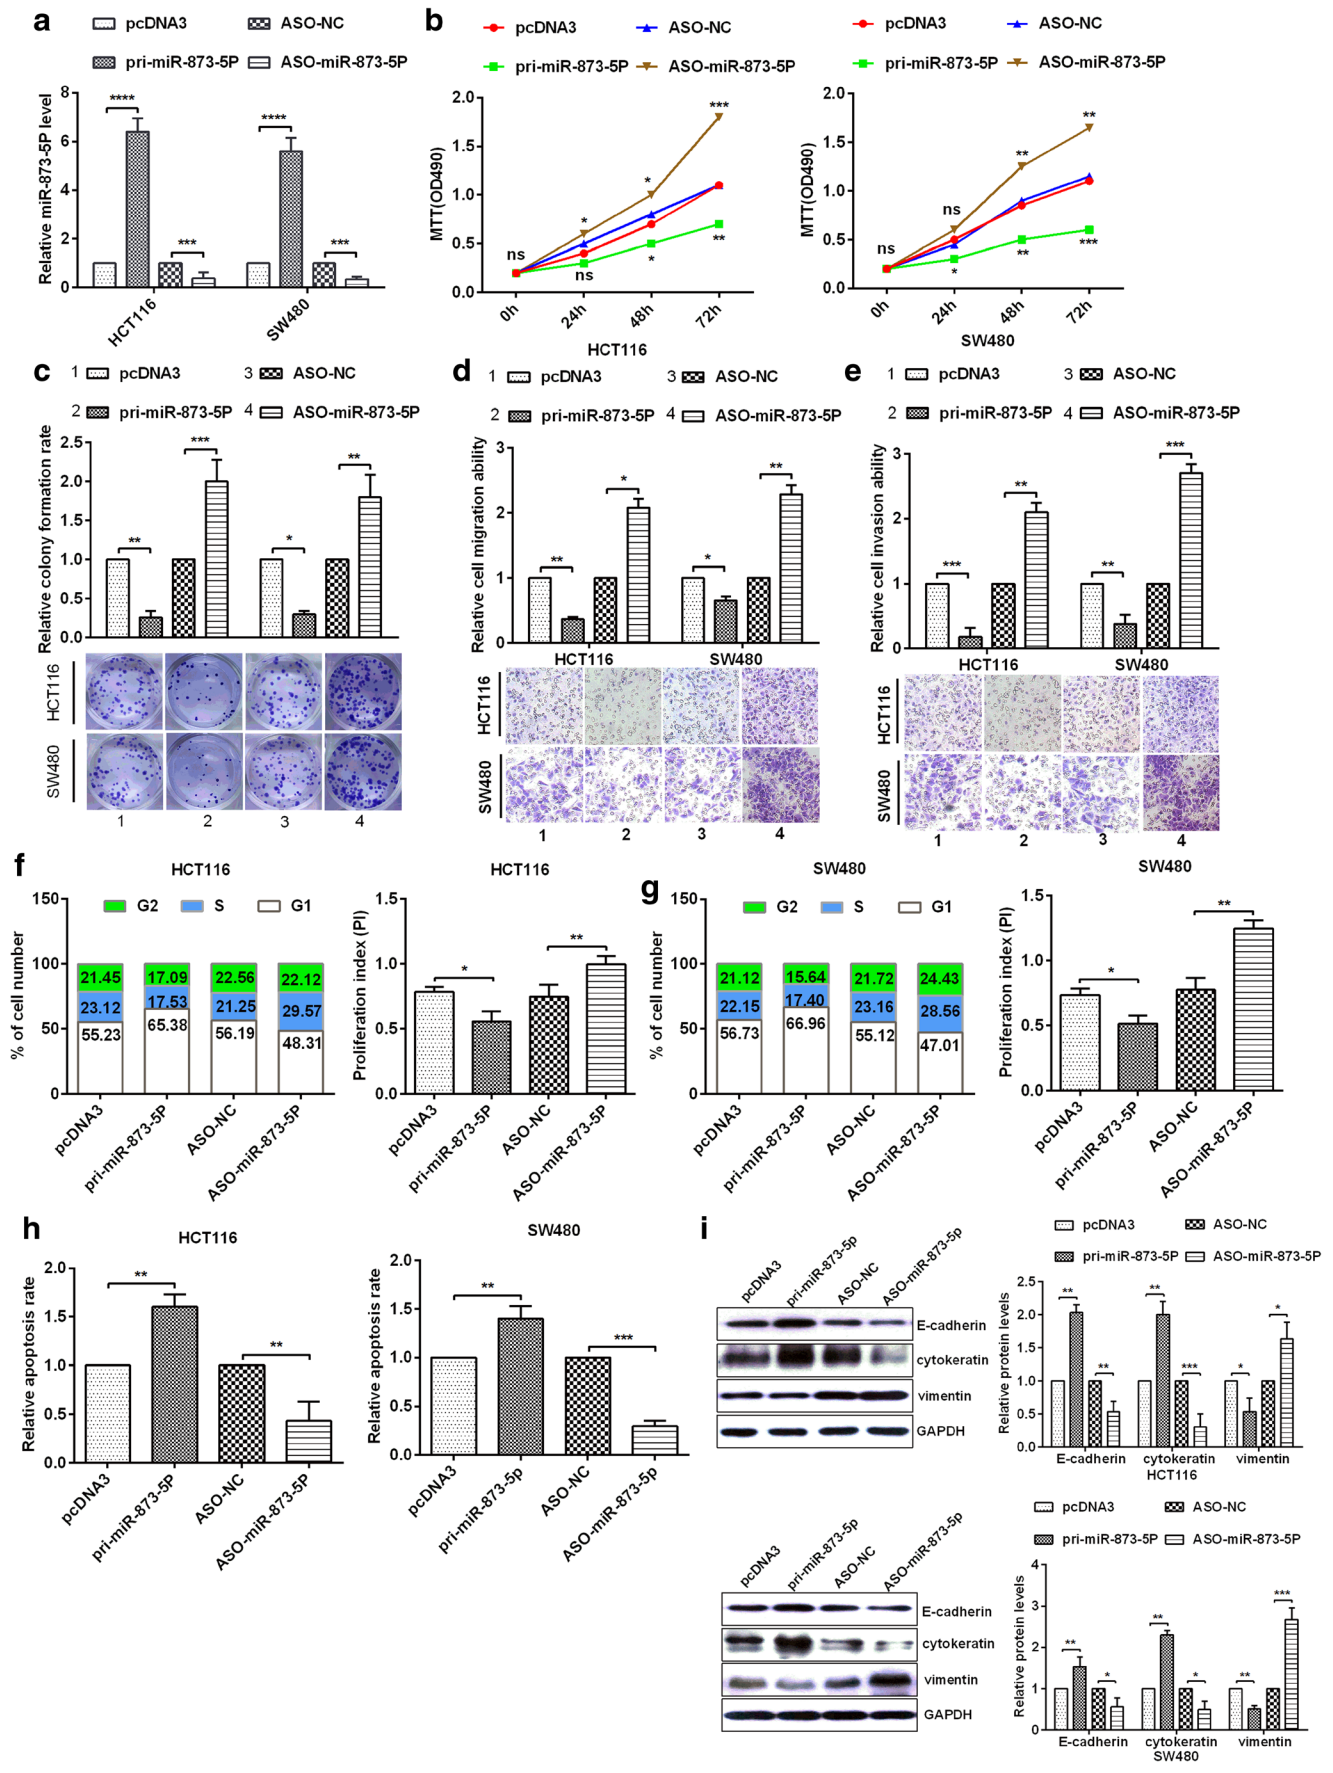 a
pcDNA3
ASO-NC
pri-miR-873-5P
ASO-miR-873-5P
Relative miR-873-5P level
8
6
4
2
0
****
***
****
***
HCT116
SW480
b
pcDNA3
ASO-NC
pri-miR-873-5P
ASO-miR-873-5P
MTT(OD490)
2.0
1.5
1.0
0.5
0.0
ns
*
ns
*
*
***
**
0h
24h
48h
72h
HCT116
pcDNA3
ASO-NC
pri-miR-873-5P
ASO-miR-873-5P
MTT(OD490)
2.0
1.5
1.0
0.5
0.0
ns
ns
*
**
**
**
***
0h
24h
48h
72h
SW480
c
1 pcDNA3
3 ASO-NC
2 pri-miR-873-5P
4 ASO-miR-873-5P
Relative colony formation rate
2.5
2.0
1.5
1.0
0.5
0.0
**
***
*
**
HCT116
SW480
1 2 3 4
d
1 pcDNA3
3 ASO-NC
2 pri-miR-873-5P
4 ASO-miR-873-5P
Relative cell migration ability
3
2
1
0
**
*
*
**
HCT116
SW480
HCT116
SW480
1 2 3 4
e
1 pcDNA3
3 ASO-NC
2 pri-miR-873-5P
4 ASO-miR-873-5P
Relative cell invasion ability
3
2
1
0
***
**
**
***
HCT116
SW480
HCT116
SW480
1 2 3 4
f
HCT116
% of cell number
150
100
50
0
G2 S G1
21.45 17.09 22.56 22.12
23.12 17.53 21.25 29.57
55.23 65.38 56.19 48.31
pcDNA3
pri-miR-873-5P
ASO-NC
ASO-miR-873-5P
HCT116
Proliferation index (PI)
1.5
1.0
0.5
0.0
*
**
pcDNA3
pri-miR-873-5P
ASO-NC
ASO-miR-873-5P
g
SW480
% of cell number
150
100
50
0
G2 S G1
21.12 15.64 21.72 24.43
22.15 17.40 23.16 28.56
56.73 66.96 55.12 47.01
pcDNA3
pri-miR-873-5P
ASO-NC
ASO-miR-873-5P
SW480
Proliferation index (PI)
1.5
1.0
0.5
0.0
*
**
pcDNA3
pri-miR-873-5P
ASO-NC
ASO-miR-873-5P
h
HCT116
Relative apoptosis rate
2.0
1.5
1.0
0.5
0.0
**
**
pcDNA3
pri-miR-873-5P
ASO-NC
ASO-miR-873-5P
SW480
Relative apoptosis rate
2.0
1.5
1.0
0.5
0.0
**
***
pcDNA3
pri-miR-873-5p
ASO-NC
ASO-miR-873-5p
i
pcDNA3
pri-miR-873-5p
ASO-NC
ASO-miR-873-5p
E-cadherin
cytokeratin
vimentin
GAPDH
pcDNA3
ASO-NC
pri-miR-873-5P
ASO-miR-873-5P
Relative protein levels
2.5
2.0
1.5
1.0
0.5
0.0
**
**
**
***
*
*
E-cadherin
cytokeratin
vimentin
HCT116
pcDNA3
pri-miR-873-5p
ASO-NC
ASO-miR-873-5p
E-cadherin
cytokeratin
vimentin
GAPDH
pcDNA3
ASO-NC
pri-miR-873-5P
ASO-miR-873-5P
Relative protein levels
4
3
2
1
0
**
*
**
*
**
***
E-cadherin
cytokeratin
vimentin
SW480